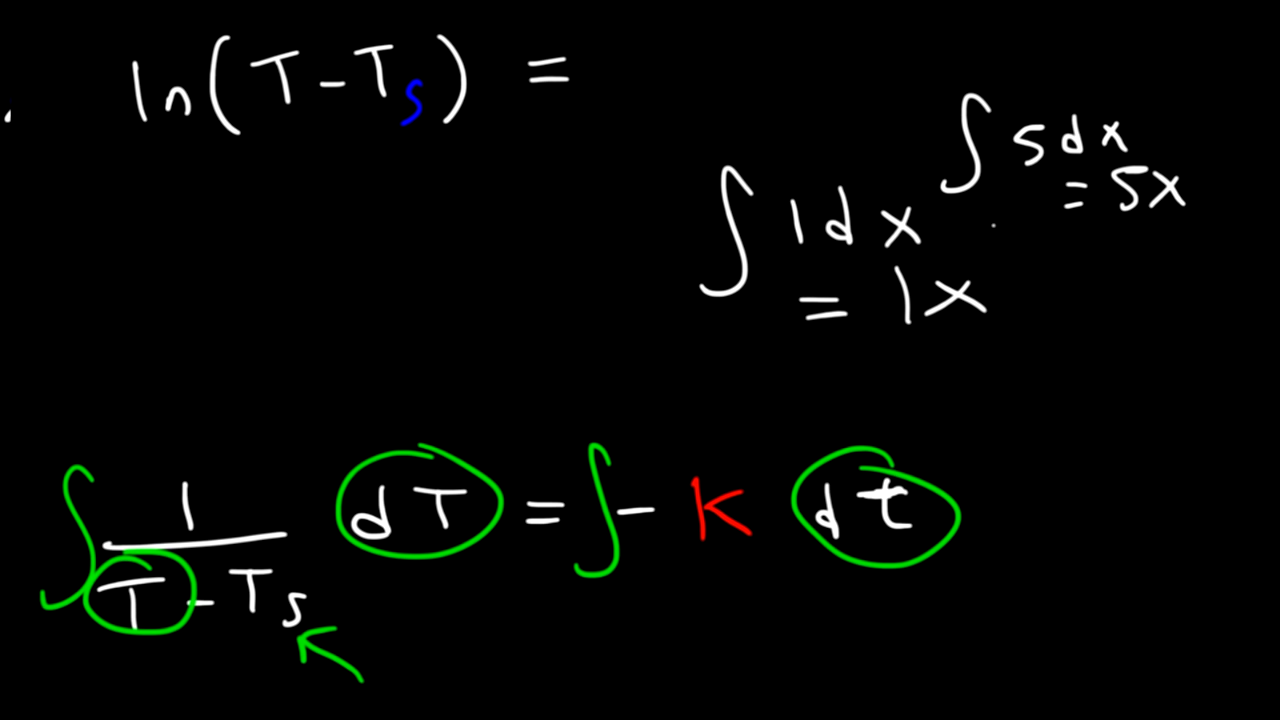 ln(T-Tₛ) =
∫ 5dx
= 5x
∫ 1dx
= 1x
∫ 1/(T-Tₛ) dT = ∫ -K dt